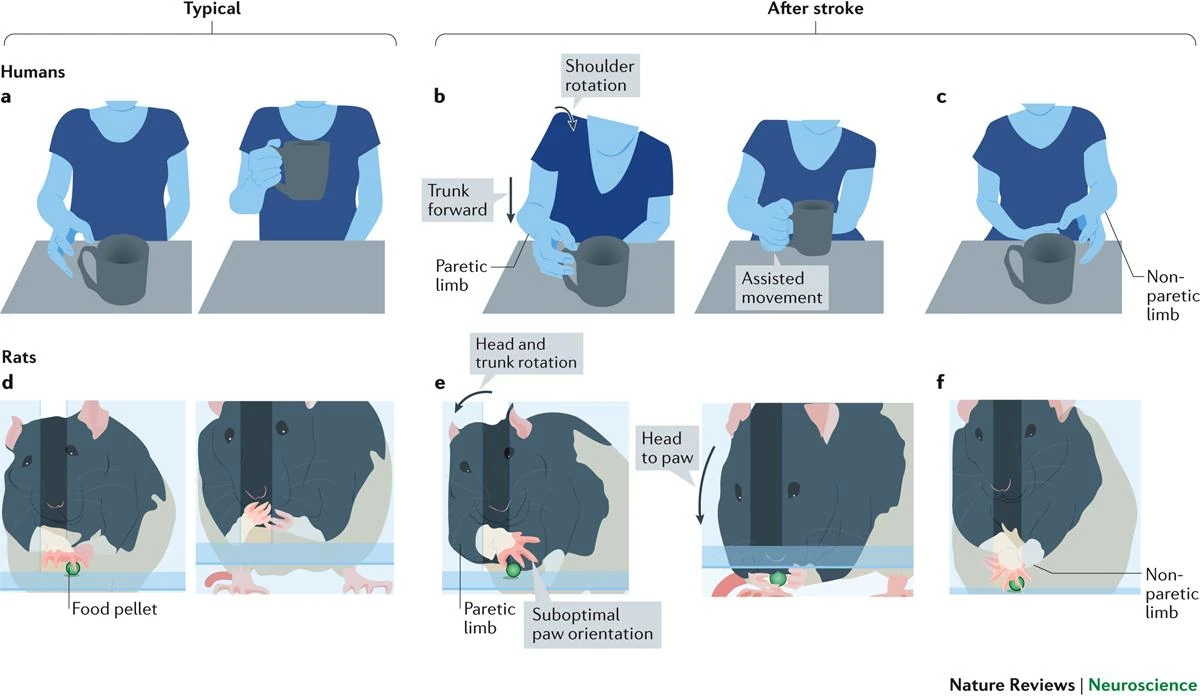 Typical
After stroke
Humans
a
b
Shoulder
rotation
Trunk
forward
Paretic
limb
Assisted
movement
c
Non-
paretic
limb
Rats
d
Food pellet
e
Head and
trunk rotation
Paretic
limb
Suboptimal
paw orientation
Head
to paw
f
Non-
paretic
limb
Nature Reviews | Neuroscience